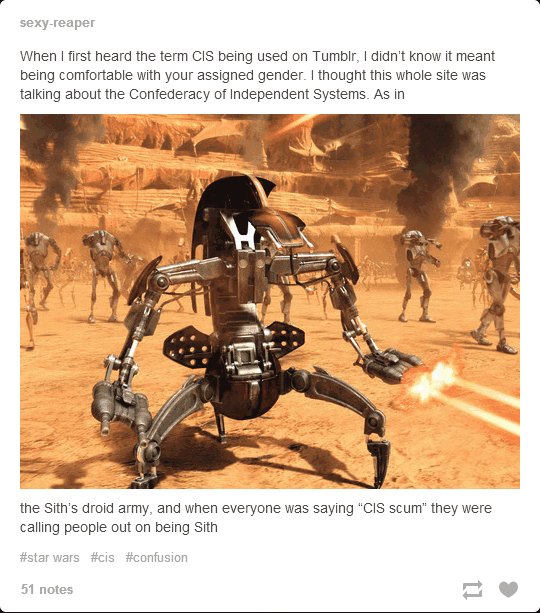 sexy-reaper
When I first heard the term CIS being used on Tumblr, I didn't know it meant
being comfortable with your assigned gender. I thought this whole site was
talking about the Confederacy of Independent Systems. As in
the Sith's droid army, and when everyone was saying “CIS scum” they were
calling people out on being Sith
#star wars #cis #confusion
51 notes